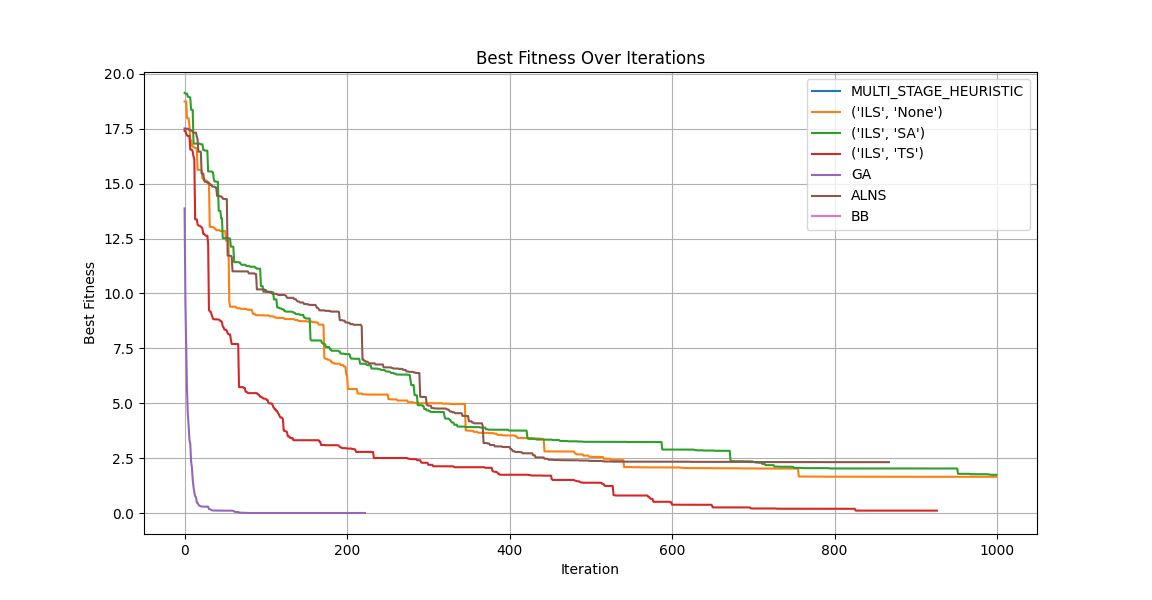 Best Fitness Over Iterations
20.0
17.5
15.0
12.5
10.0
7.5
5.0
2.5
0.0
Best Fitness
0 200 400 600 800 1000
Iteration
MULTI_STAGE_HEURISTIC
('ILS', 'None')
('ILS', 'SA')
('ILS', 'TS')
GA
ALNS
BB